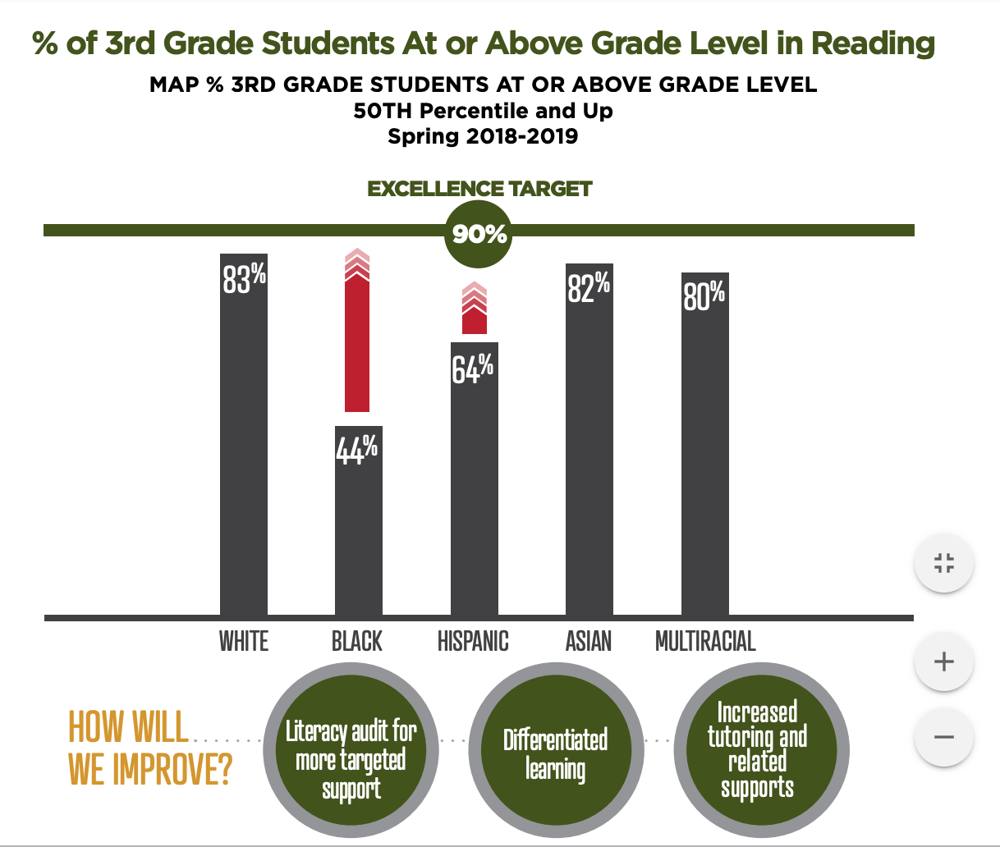 % of 3rd Grade Students At or Above Grade Level in Reading
MAP % 3RD GRADE STUDENTS AT OR ABOVE GRADE LEVEL
50TH Percentile and Up
Spring 2018-2019
EXCELLENCE TARGET
90%
83%
44%
64%
82%
80%
WHITE
BLACK
HISPANIC
ASIAN
MULTIRACIAL
HOW WILL
WE IMPROVE?
Literacy audit for
more targeted
support
Differentiated
learning
Increased
tutoring and
related
supports